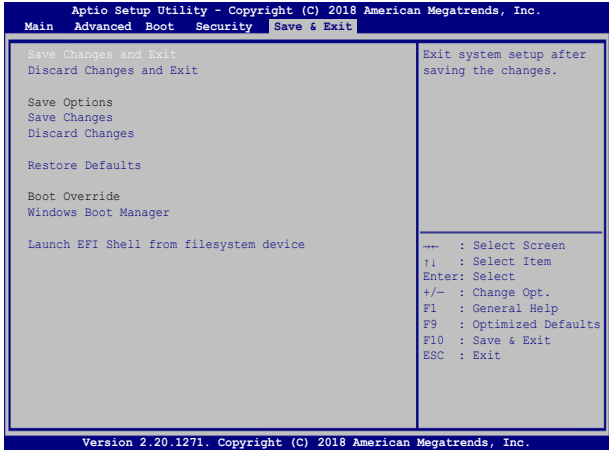 Aptio Setup Utility - Copyright (C) 2018 American Megatrends, Inc.
Main Advanced Boot Security Save & Exit
Save Changes and Exit
Discard Changes and Exit
Save Options
Save Changes
Discard Changes
Restore Defaults
Boot Override
Windows Boot Manager
Launch EFI Shell from filesystem device
Exit system setup after
saving the changes.
→← : Select Screen
↑↓ : Select Item
Enter: Select
+/— : Change Opt.
F1 : General Help
F9 : Optimized Defaults
F10 : Save & Exit
ESC : Exit
Version 2.20.1271. Copyright (C) 2018 American Megatrends, Inc.